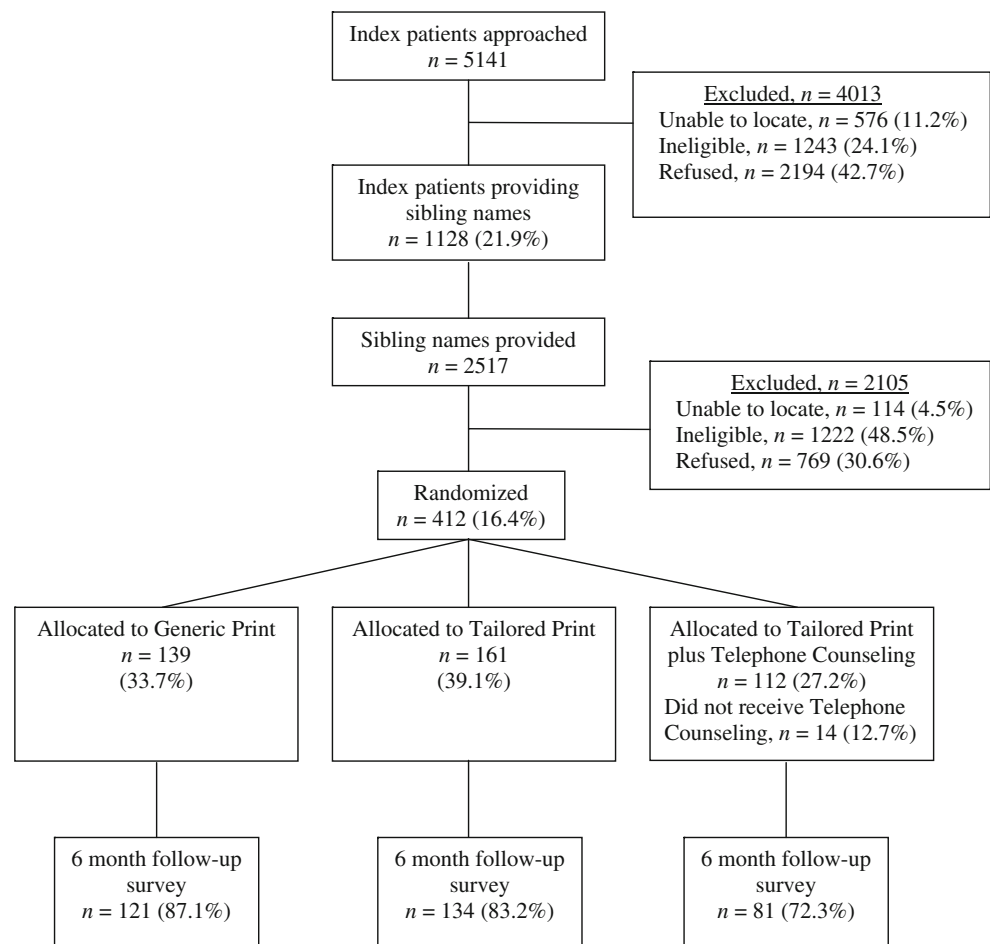 Index patients approached
n = 5141
Excluded, n = 4013
Unable to locate, n = 576 (11.2%)
Ineligible, n = 1243 (24.1%)
Refused, n = 2194 (42.7%)
Index patients providing
sibling names
n = 1128 (21.9%)
Sibling names provided
n = 2517
Excluded, n = 2105
Unable to locate, n = 114 (4.5%)
Ineligible, n = 1222 (48.5%)
Refused, n = 769 (30.6%)
Randomized
n = 412 (16.4%)
Allocated to Generic Print
n = 139
(33.7%)
Allocated to Tailored Print
n = 161
(39.1%)
Allocated to Tailored Print
plus Telephone Counseling
n = 112 (27.2%)
Did not receive Telephone
Counseling, n = 14 (12.7%)
6 month follow-up
survey
n = 121 (87.1%)
6 month follow-up
survey
n = 134 (83.2%)
6 month follow-up
survey
n = 81 (72.3%)